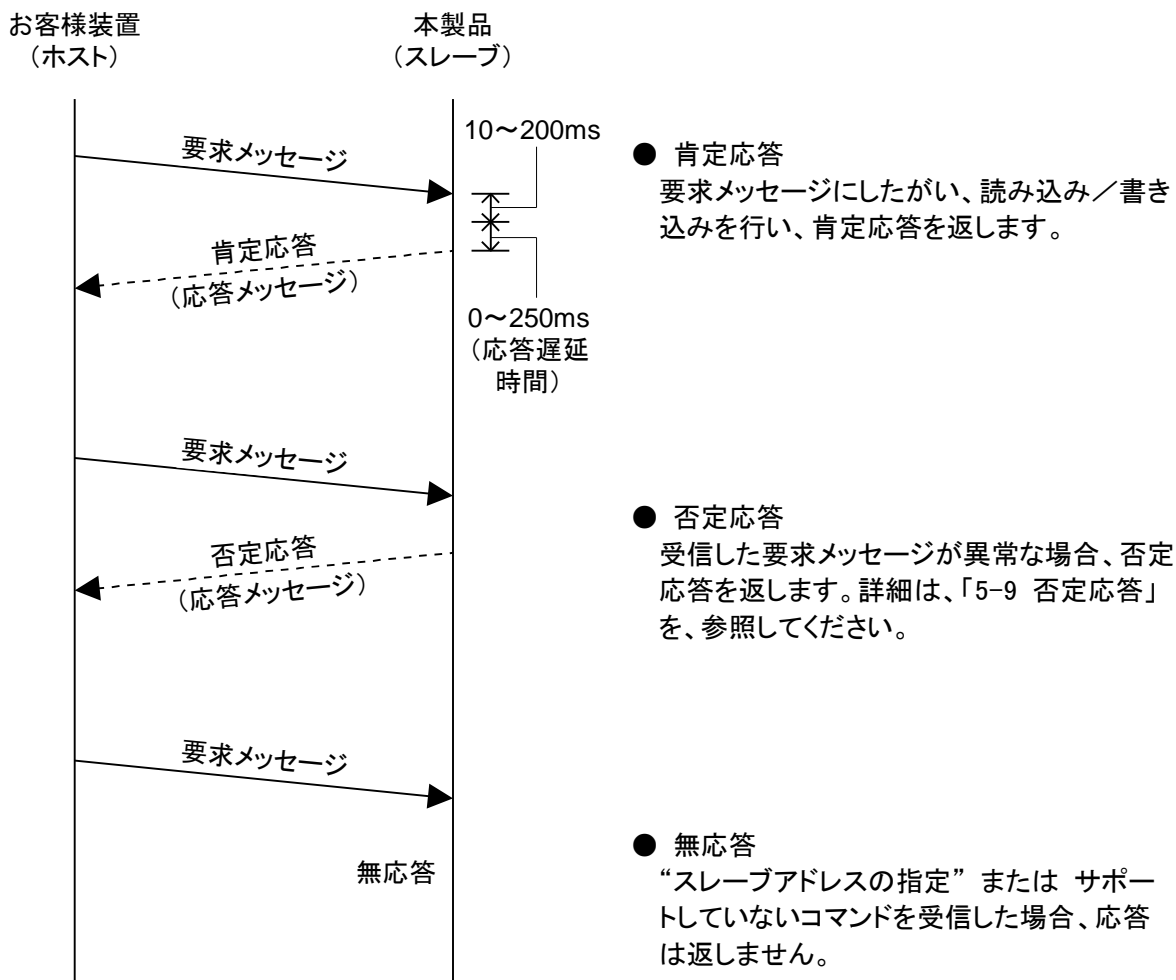 お客様装置
（ホスト）
本製品
（スレーブ）
要求メッセージ
10～200ms
肯定応答
（応答メッセージ）
0～250ms
（応答遅延
時間）
● 肯定応答
要求メッセージにしたがい、読み込み／書き
込みを行い、肯定応答を返します。
要求メッセージ
否定応答
（応答メッセージ）
● 否定応答
受信した要求メッセージが異常な場合、否定
応答を返します。詳細は、「5-9 否定応答」
を、参照してください。
要求メッセージ
無応答
● 無応答
“スレーブアドレスの指定” または サポー
トしていないコマンドを受信した場合、応答
は返しません。